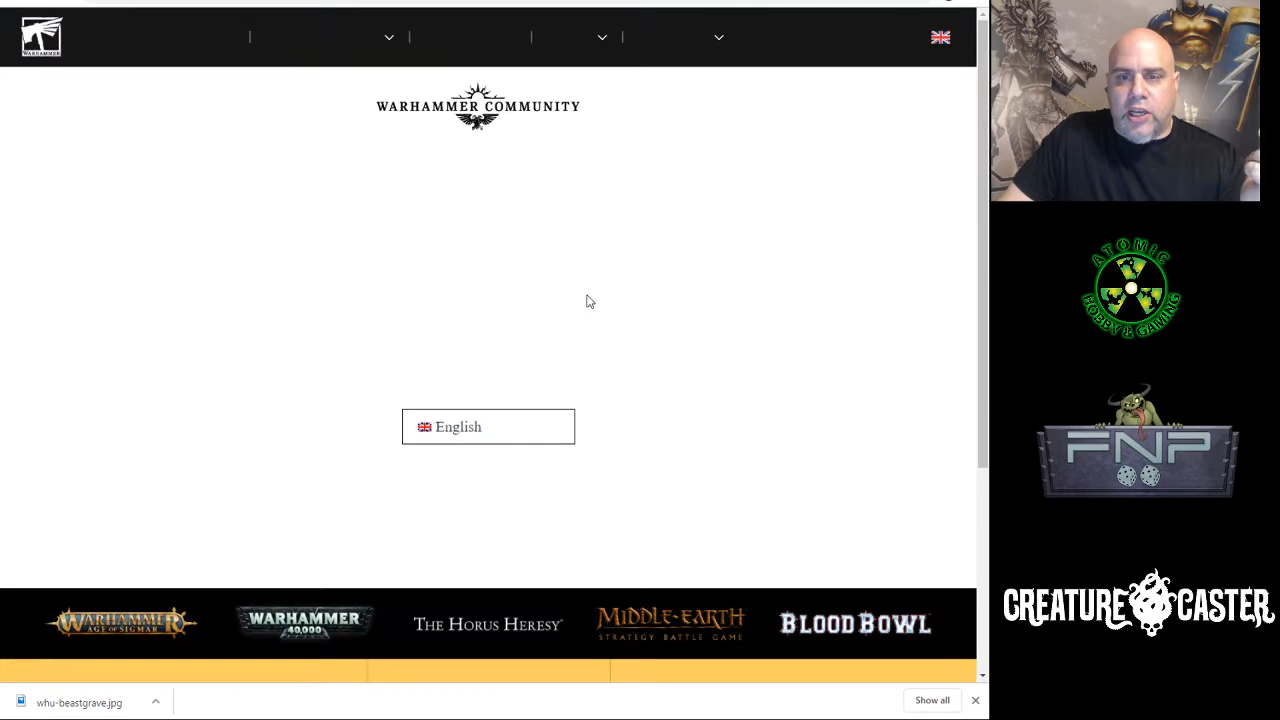 WARHAMMER
WARHAMMER COMMUNITY
English
WARHAMMER
AGE OF SIGMAR
WARHAMMER
40,000
THE HORUS HERESY
MIDDLE-EARTH
STRATEGY BATTLE GAME
BLOOD BOWL
whu-beastgrave.jpg
Show all
ATOMIC
HOBBY & GAMING
FNP
CREATURE CASTER